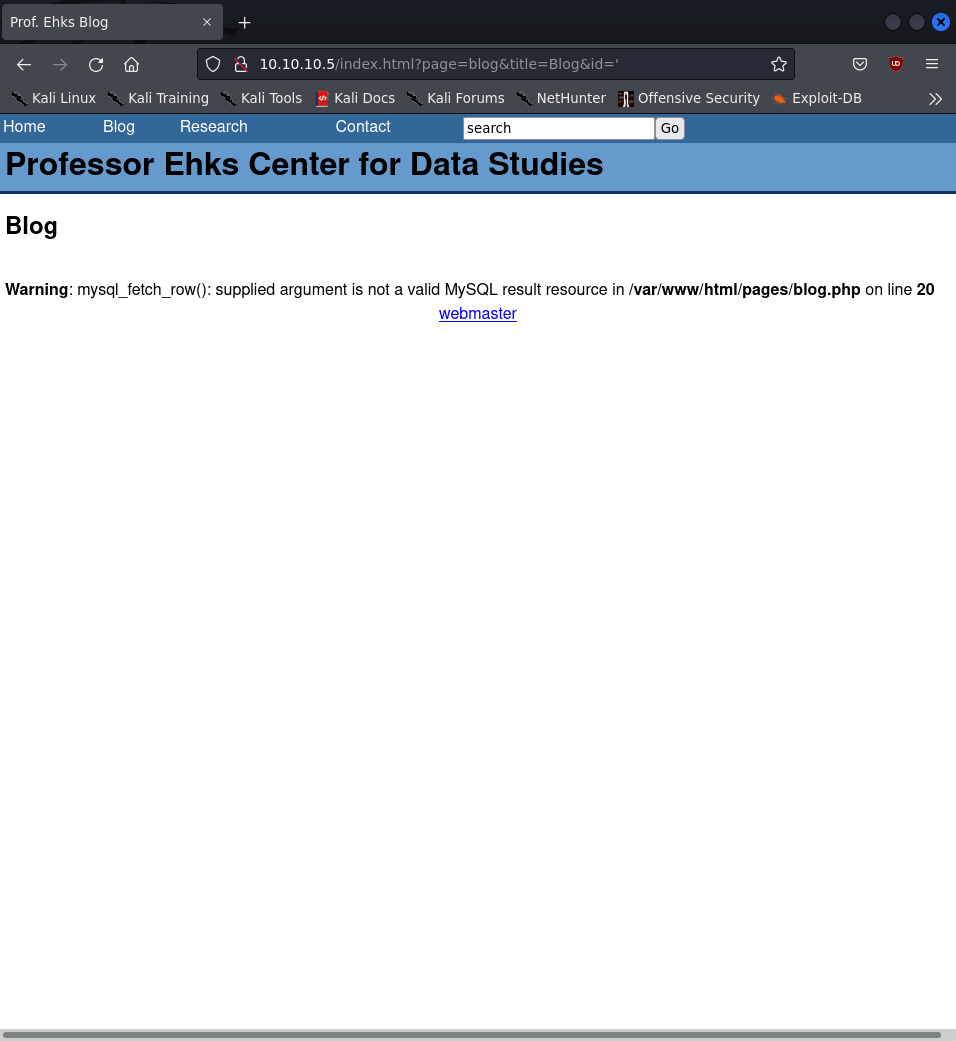 Prof. Ehks Blog
10.10.10.5/index.html?page=blog&title=Blog&id='
Kali Linux Kali Training Kali Tools Kali Docs Kali Forums NetHunter Offensive Security Exploit-DB
Home Blog Research Contact search Go
Professor Ehks Center for Data Studies
Blog
Warning: mysql_fetch_row(): supplied argument is not a valid MySQL result resource in /var/www/html/pages/blog.php on line 20
webmaster